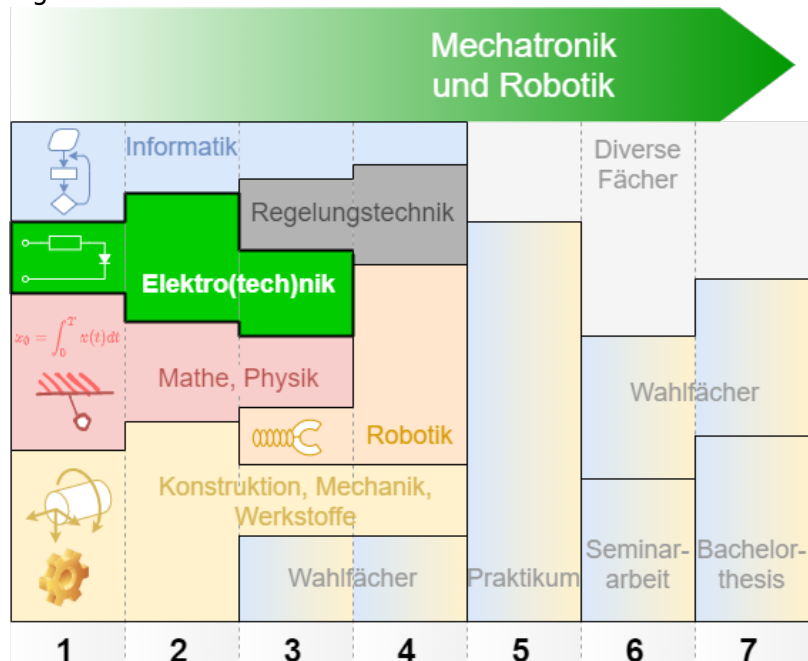 Mechatronik
und Robotik
Informatik
Diverse
Fächer
Regelungstechnik
Elektro(tech)nik
x₀ = ∫₀ᵀ x(t)dt
Mathe, Physik
Wahlfächer
Robotik
Konstruktion, Mechanik,
Werkstoffe
Wahlfächer
Praktikum
Seminar-
arbeit
Bachelor-
thesis
1 2 3 4 5 6 7